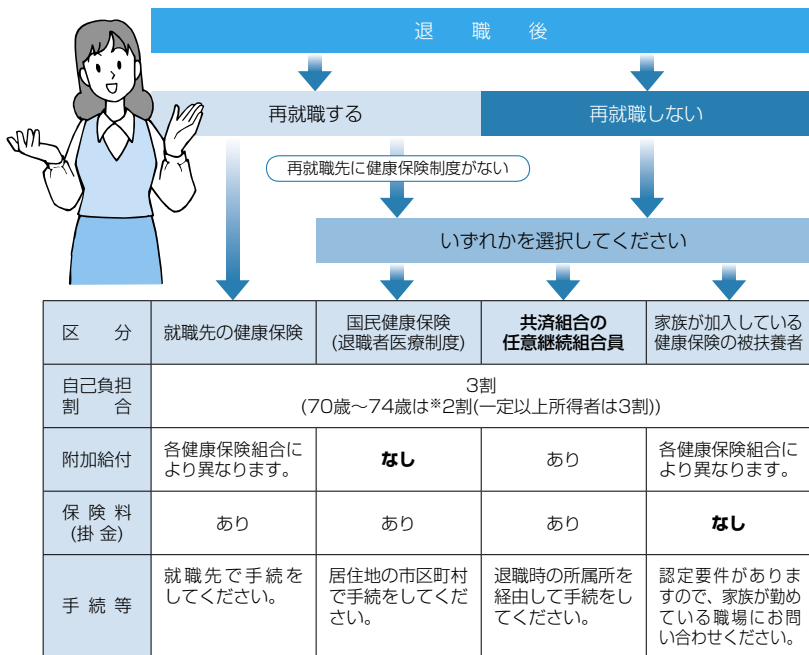 退職後
再就職する
再就職しない
再就職先に健康保険制度がない
いずれかを選択してください
区分
就職先の健康保険
国民健康保険
(退職者医療制度)
共済組合の
任意継続組合員
家族が加入している
健康保険の被扶養者
自己負担
割合
3割
(70歳～74歳は※2割(一定以上所得者は3割))
附加給付
各健康保険組合に
より異なります。
なし
あり
各健康保険組合に
より異なります。
保険料
(掛金)
あり
あり
あり
なし
手続等
就職先で手続を
してください。
居住地の市区町村
で手続をしてくだ
さい。
退職時の所属所を
経由して手続をし
てください。
認定要件がありま
すので、家族が勤め
ている職場にお問
い合わせください。